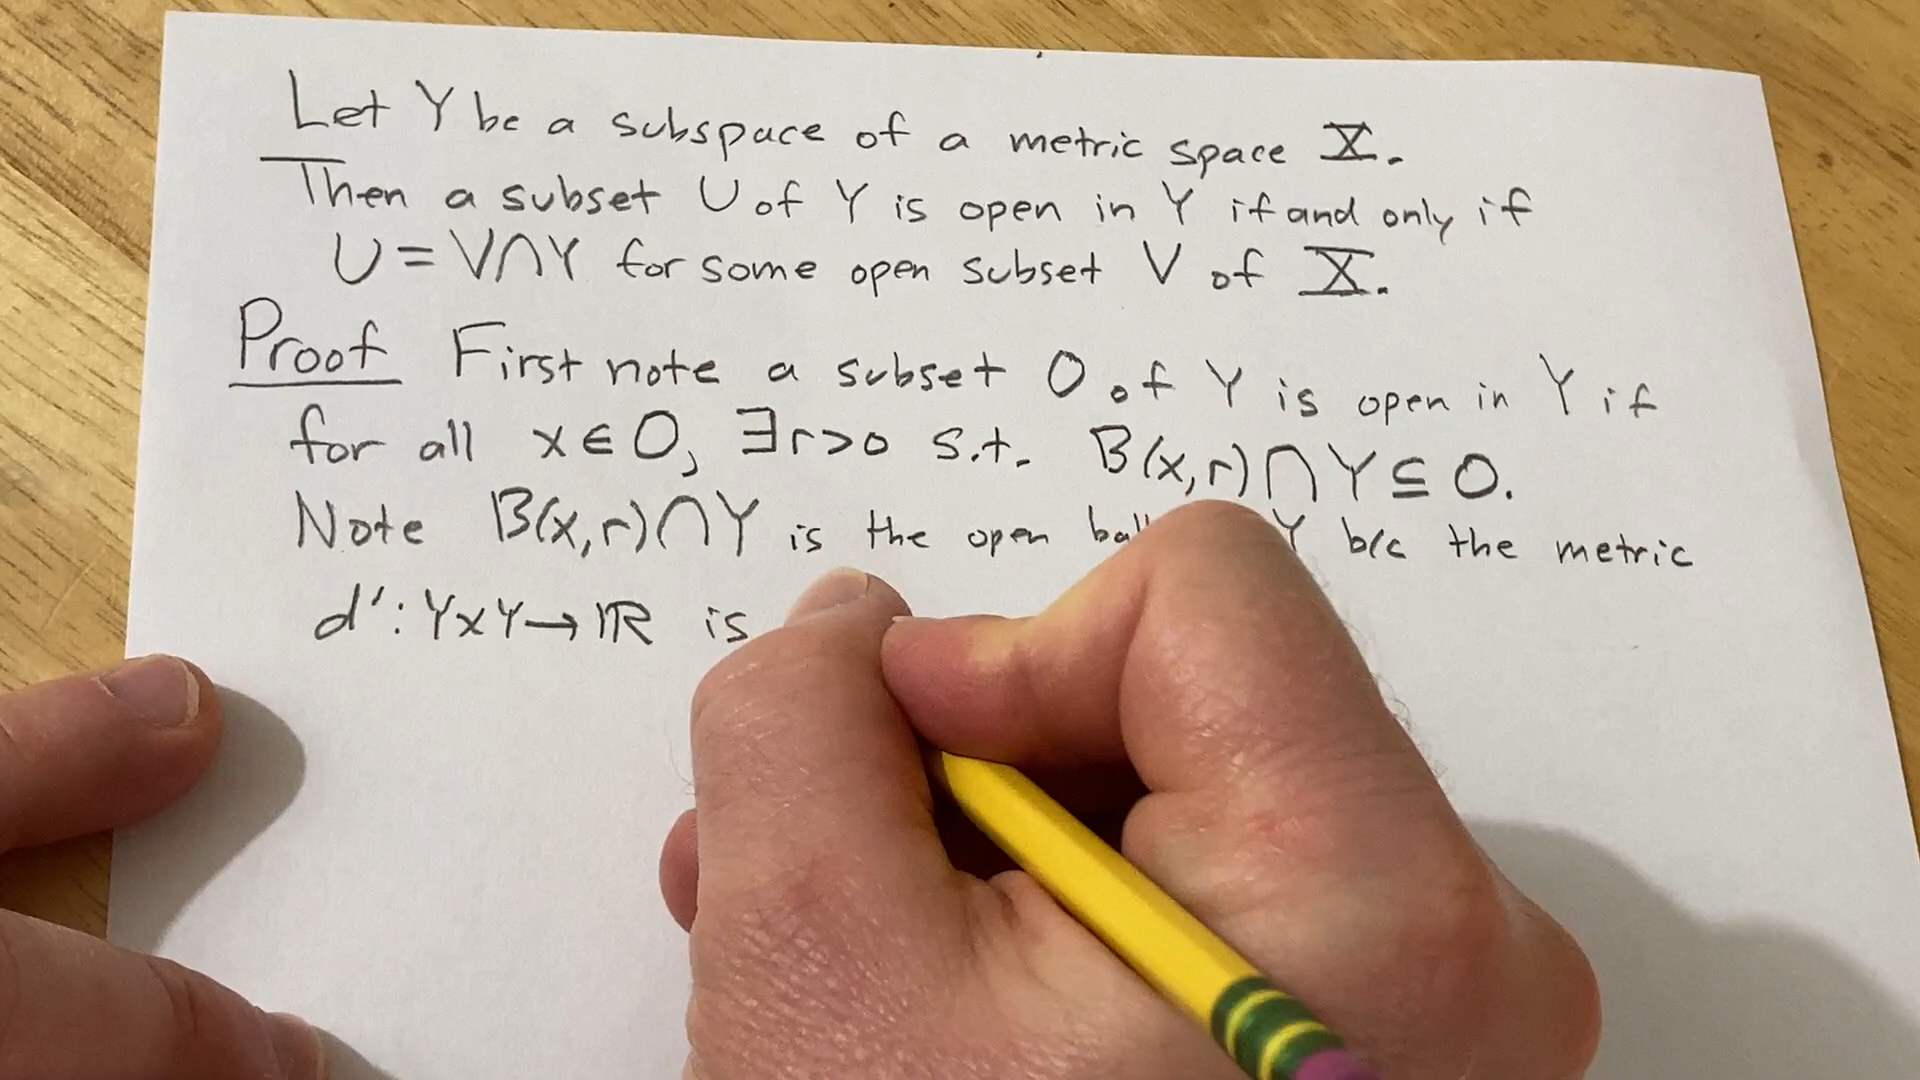 Let Y be a subspace of a metric space X.
Then a subset U of Y is open in Y if and only if
U = V∩Y for some open subset V of X.
Proof First note a subset O of Y is open in Y if
for all x∈O, ∃r>0 s.t. B(x,r)∩Y⊆O.
Note B(x,r)∩Y is the open Y b/c the metric
d':Y×Y→ℝ is